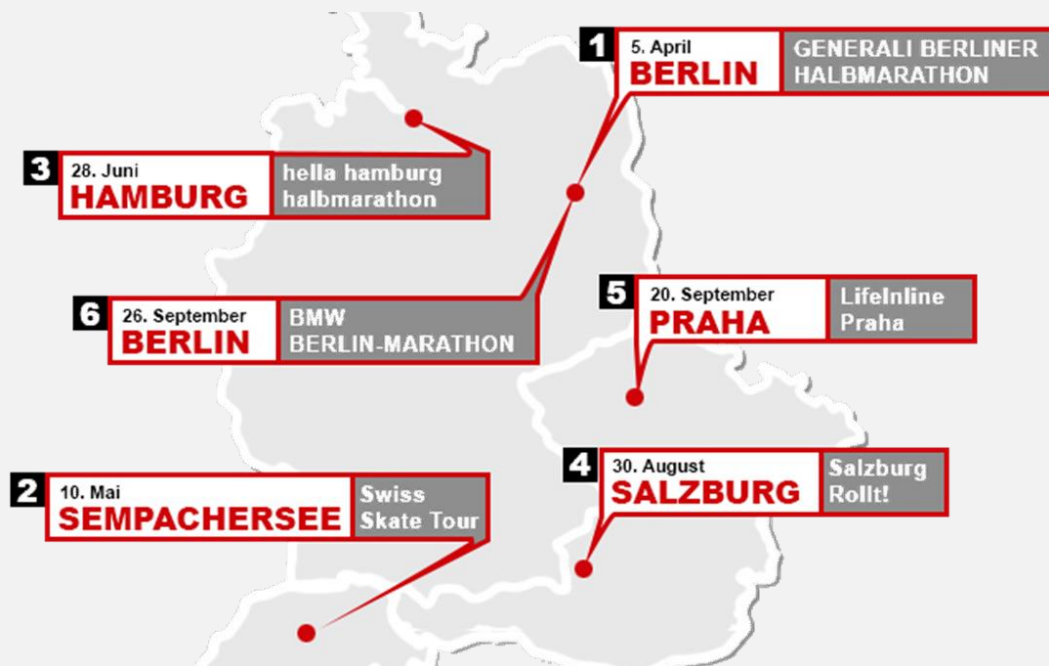 1
5. April
BERLIN
GENERALI BERLINER
HALBMARATHON
3
28. Juni
HAMBURG
hella hamburg
halbmarathon
6
26. September
BERLIN
BMW
BERLIN-MARATHON
5
20. September
PRAHA
LifeInline
Praha
2
10. Mai
SEMPACHERSEE
Swiss
Skate Tour
4
30. August
SALZBURG
Salzburg
Rollt!